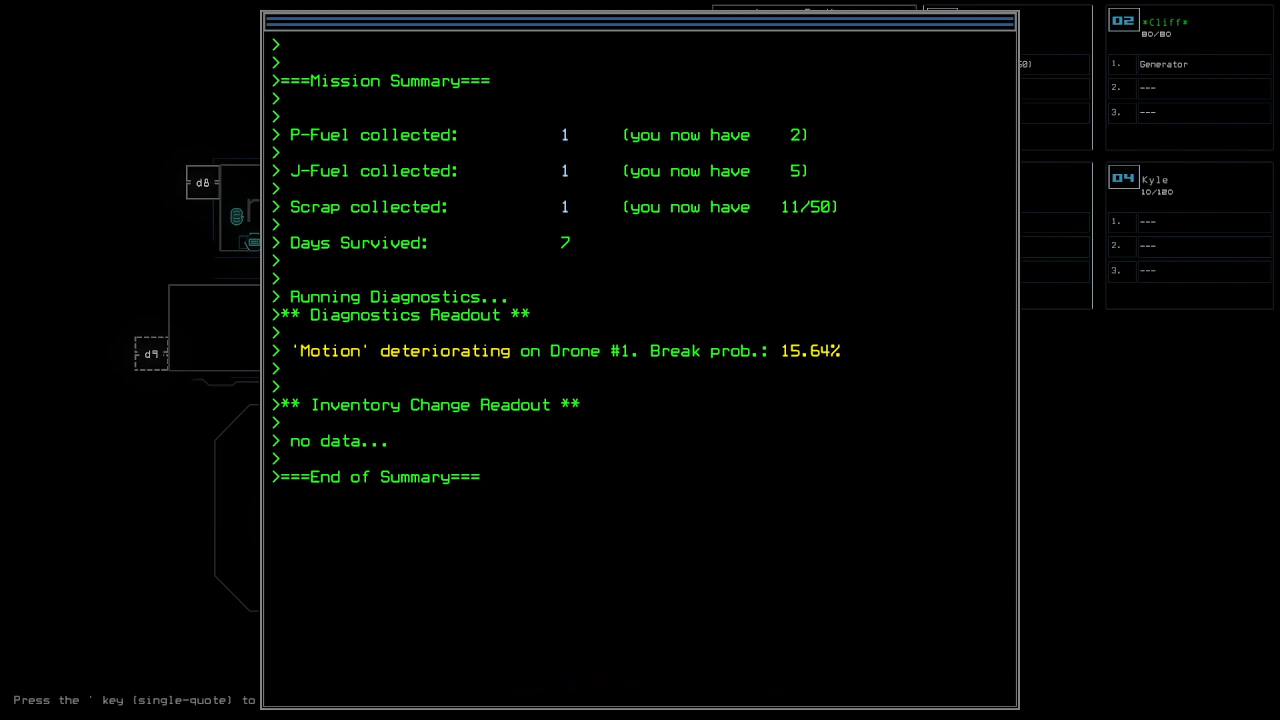 02 *Cliff*
80/80
1. Generator
2. ---
3. ---
04 Kyle
10/120
1. ---
2. ---
3. ---
d8
d9
>
>
>===Mission Summary===
>
>
> P-Fuel collected: 1 (you now have 2)
>
> J-Fuel collected: 1 (you now have 5)
>
> Scrap collected: 1 (you now have 11/50)
>
> Days Survived: 7
>
>
> Running Diagnostics...
>** Diagnostics Readout **
>
> 'Motion' deteriorating on Drone #1. Break prob.: 15.64%
>
>
>** Inventory Change Readout **
>
> no data...
>
>===End of Summary===
Press the ' key (single-quote) to